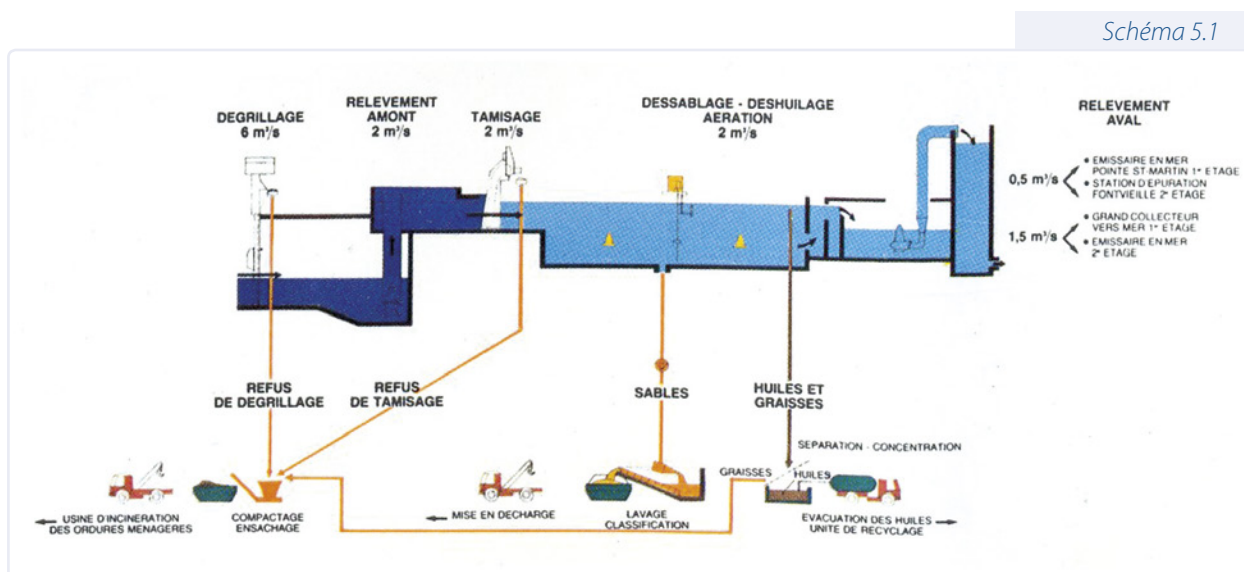 Schéma 5.1
DEGRILLAGE
6 m³/s
RELEVEMENT
AMONT
2 m³/s
TAMISAGE
2 m³/s
DESSABLAGE - DESHUILAGE
AERATION
2 m³/s
RELEVEMENT
AVAL
0,5 m³/s
• EMISSAIRE EN MER
POINTE ST-MARTIN 1er ETAGE
• STATION D'EPURATION
FONTVIEILLE 2e ETAGE
1,5 m³/s
• GRAND COLLECTEUR
VERS MER 1er ETAGE
• EMISSAIRE EN MER
2e ETAGE
REFUS
DE DEGRILLAGE
REFUS
DE TAMISAGE
SABLES
HUILES ET
GRAISSES
SEPARATION - CONCENTRATION
GRAISSES
HUILES
USINE D'INCINERATION
DES ORDURES MENAGERES
COMPACTAGE
ENSACHAGE
MISE EN DECHARGE
LAVAGE
CLASSIFICATION
EVACUATION DES HUILES
UNITE DE RECYCLAGE